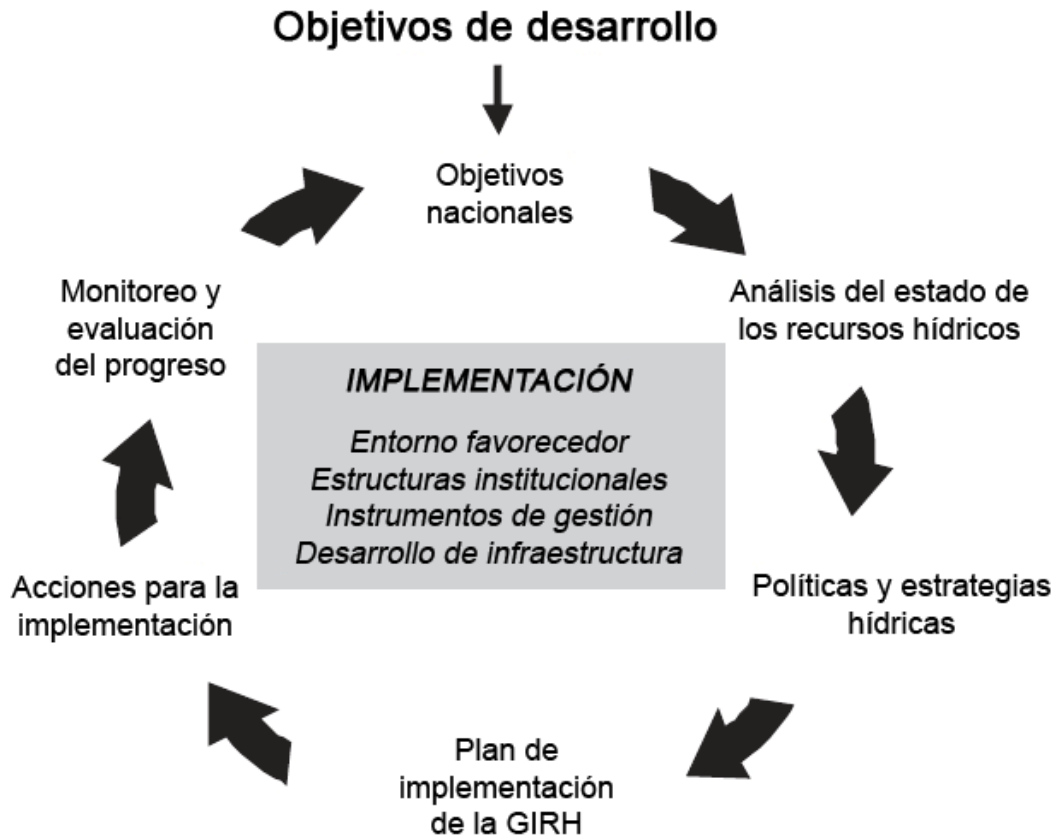 Objetivos de desarrollo
Objetivos
nacionales
Análisis del estado de
los recursos hídricos
Políticas y estrategias
hídricas
Plan de
implementación
de la GIRH
Acciones para la
implementación
Monitoreo y
evaluación
del progreso
IMPLEMENTACIÓN
Entorno favorecedor
Estructuras institucionales
Instrumentos de gestión
Desarrollo de infraestructura